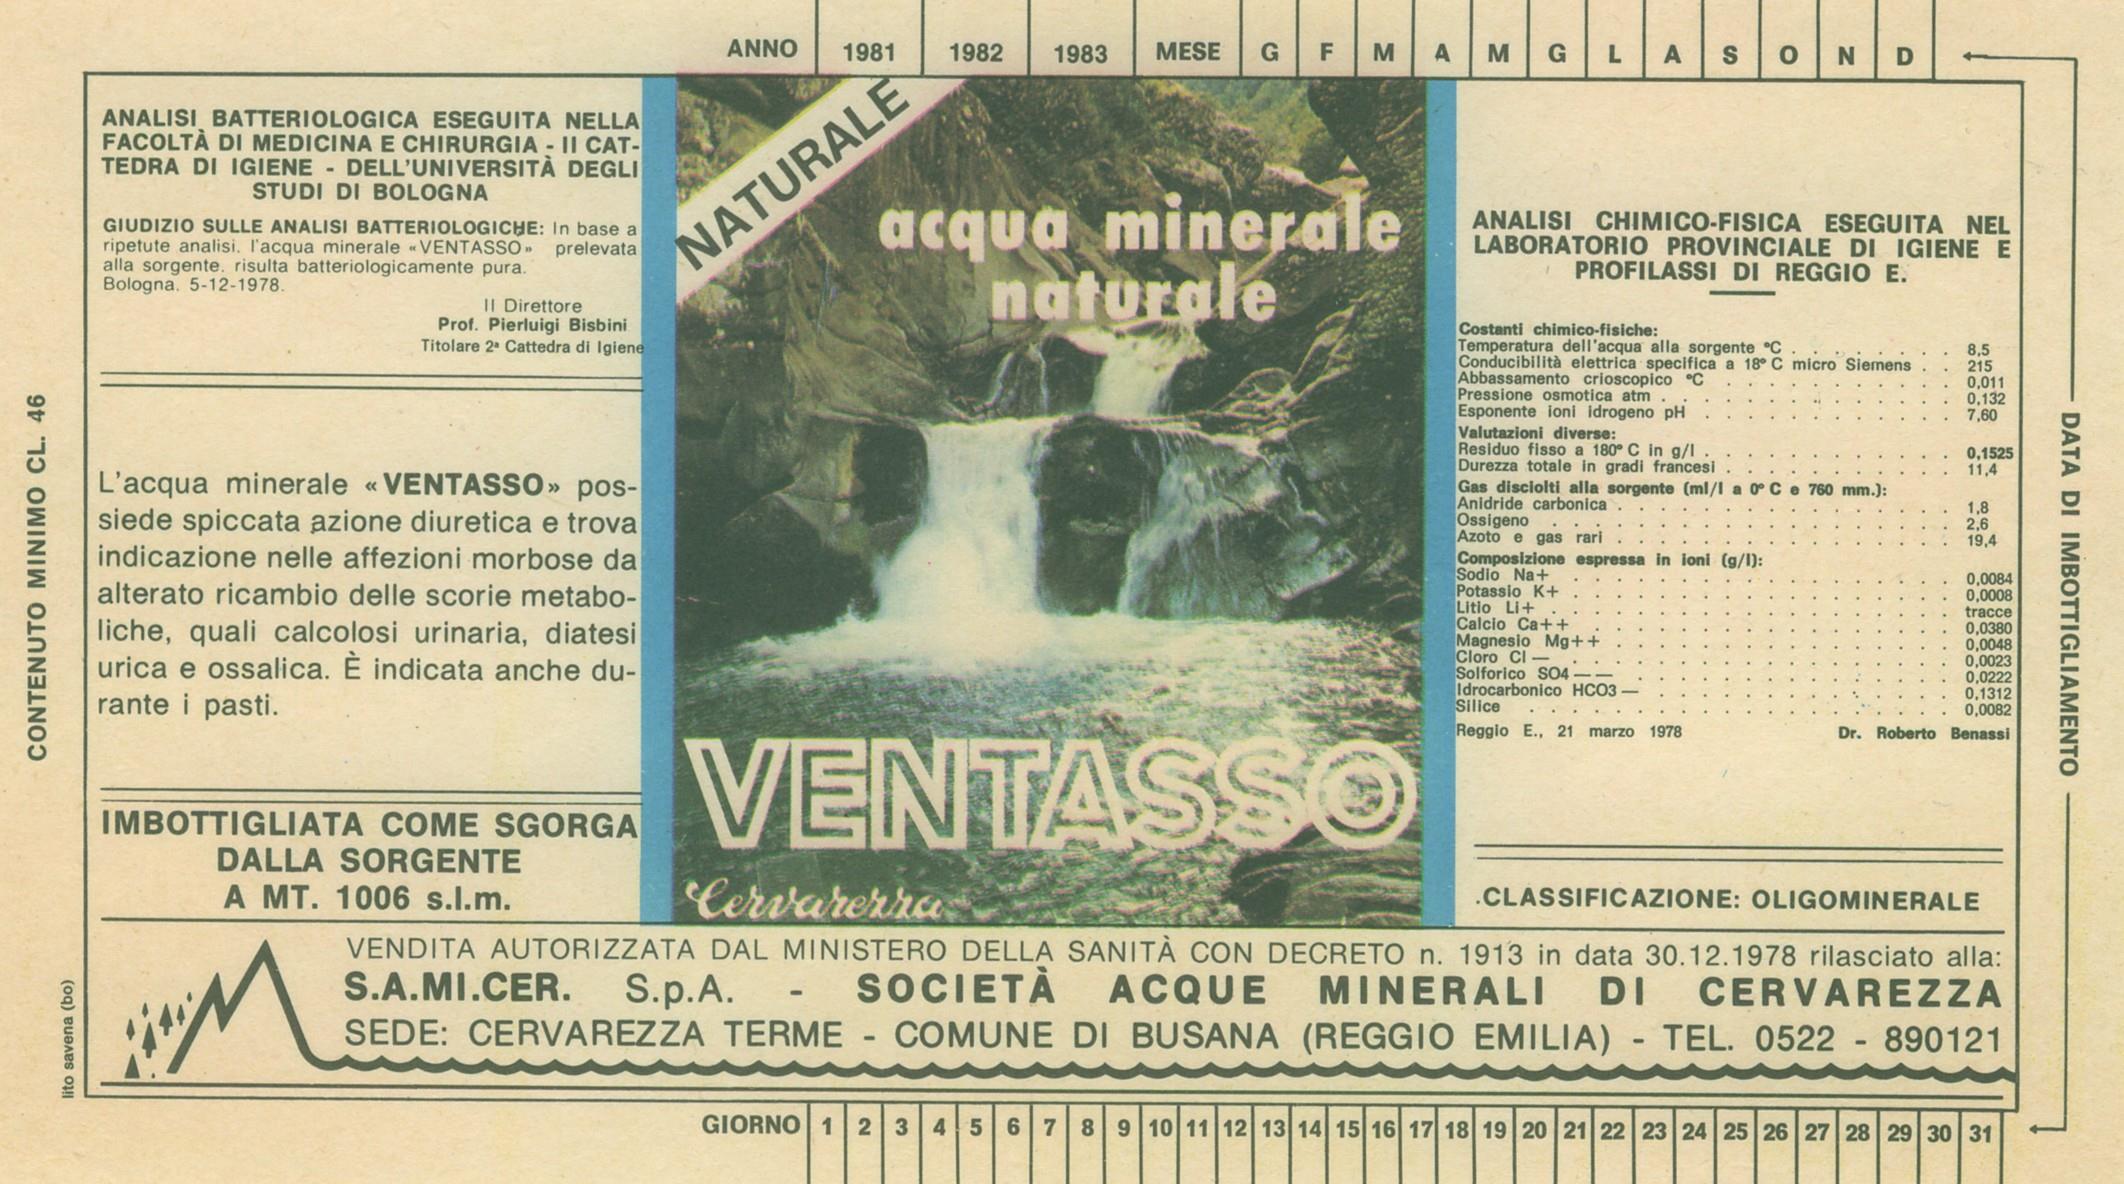 ANNO 1981 1982 1983 MESE G F M A M G L A S O N D
ANALISI BATTERIOLOGICA ESEGUITA NELLA
FACOLTÀ DI MEDICINA E CHIRURGIA - II CAT-
TEDRA DI IGIENE - DELL'UNIVERSITÀ DEGLI
STUDI DI BOLOGNA
GIUDIZIO SULLE ANALISI BATTERIOLOGICHE: In base a
ripetute analisi, l'acqua minerale «VENTASSO» prelevata
alla sorgente, risulta batteriologicamente pura.
Bologna, 5-12-1978.
Il Direttore
Prof. Pierluigi Bisbini
Titolare 2ª Cattedra di Igiene
L'acqua minerale «VENTASSO» pos-
siede spiccata azione diuretica e trova
indicazione nelle affezioni morbose da
alterato ricambio delle scorie metabo-
liche, quali calcolosi urinaria, diatesi
urica e ossalica. È indicata anche du-
rante i pasti.
IMBOTTIGLIATA COME SGORGA
DALLA SORGENTE
A MT. 1006 s.l.m.
CONTENUTO MINIMO CL. 46
lito savena (bo)
NATURALE
acqua minerale
naturale
VENTASSO
Cervarezza
ANALISI CHIMICO-FISICA ESEGUITA NEL
LABORATORIO PROVINCIALE DI IGIENE E
PROFILASSI DI REGGIO E.
Costanti chimico-fisiche:
Temperatura dell'acqua alla sorgente °C . . . . . . . . 8,5
Conducibilità elettrica specifica a 18° C micro Siemens . . 215
Abbassamento crioscopico °C . . . . . . . . . . . 0,011
Pressione osmotica atm . . . . . . . . . . . . . . 0,132
Esponente ioni idrogeno pH . . . . . . . . . . . . 7,60
Valutazioni diverse:
Residuo fisso a 180° C in g/l . . . . . . . . . . . 0,1525
Durezza totale in gradi francesi . . . . . . . . . . . 11,4
Gas disciolti alla sorgente (ml/l a 0° C e 760 mm.):
Anidride carbonica . . . . . . . . . . . . . . . . 1,8
Ossigeno . . . . . . . . . . . . . . . . . . . 2,6
Azoto e gas rari . . . . . . . . . . . . . . . . 19,4
Composizione espressa in ioni (g/l):
Sodio Na+ . . . . . . . . . . . . . . . . . . 0,0084
Potassio K+ . . . . . . . . . . . . . . . . . . 0,0008
Litio Li+ . . . . . . . . . . . . . . . . . . . tracce
Calcio Ca++ . . . . . . . . . . . . . . . . . 0,0380
Magnesio Mg++ . . . . . . . . . . . . . . . . 0,0048
Cloro Cl — . . . . . . . . . . . . . . . . . . 0,0023
Solforico SO4 — — . . . . . . . . . . . . . . . 0,0222
Idrocarbonico HCO3 — . . . . . . . . . . . . . . 0,1312
Silice . . . . . . . . . . . . . . . . . . . . 0,0082
Reggio E., 21 marzo 1978 Dr. Roberto Benassi
CLASSIFICAZIONE: OLIGOMINERALE
DATA DI IMBOTTIGLIAMENTO
VENDITA AUTORIZZATA DAL MINISTERO DELLA SANITÀ CON DECRETO n. 1913 in data 30.12.1978 rilasciato alla:
S.A.MI.CER. S.p.A. - SOCIETÀ ACQUE MINERALI DI CERVAREZZA
SEDE: CERVAREZZA TERME - COMUNE DI BUSANA (REGGIO EMILIA) - TEL. 0522 - 890121
GIORNO 1 2 3 4 5 6 7 8 9 10 11 12 13 14 15 16 17 18 19 20 21 22 23 24 25 26 27 28 29 30 31